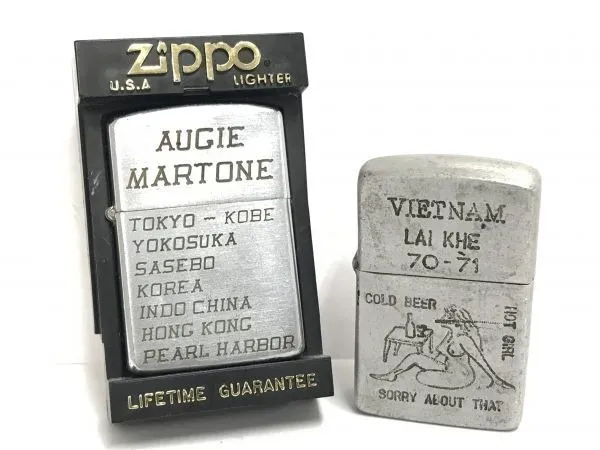 Zippo
U.S.A LIGHTER
AUGIE
MARTONE
TOKYO – KOBE
YOKOSUKA
SASEBO
KOREA
INDO CHINA
HONG KONG
PEARL HARBOR
LIFETIME GUARANTEE
VIETNAM
LAI KHE
70-71
COLD BEER
HOT GIRL
SORRY ABOUT THAT